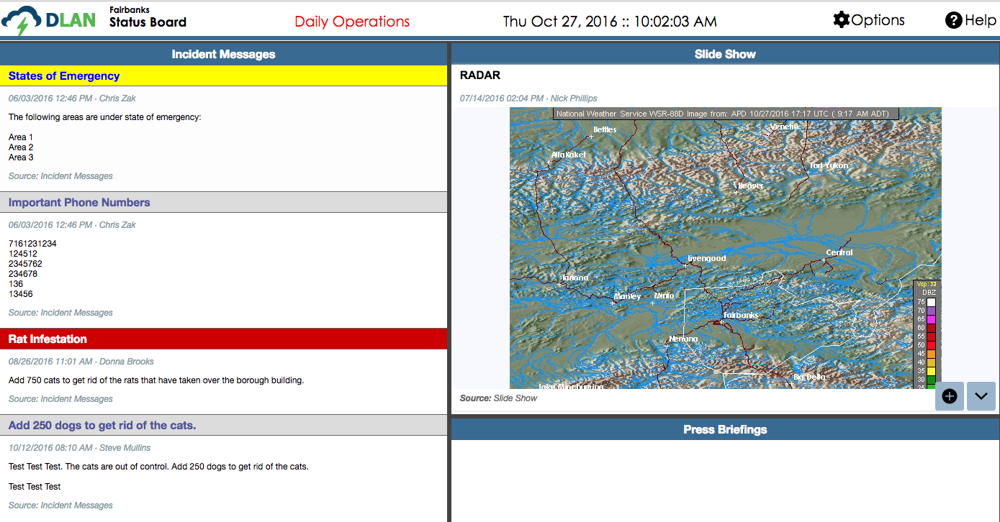 DLAN
Fairbanks
Status Board
Daily Operations
Thu Oct 27, 2016 :: 10:02:03 AM
Options
? Help
Incident Messages
States of Emergency
06/03/2016 12:46 PM · Chris Zak
The following areas are under state of emergency:
Area 1
Area 2
Area 3
Source: Incident Messages
Important Phone Numbers
06/03/2016 12:46 PM · Chris Zak
7161231234
124512
2345762
234678
136
13456
Source: Incident Messages
Rat Infestation
08/26/2016 11:01 AM · Donna Brooks
Add 750 cats to get rid of the rats that have taken over the borough building.
Source: Incident Messages
Add 250 dogs to get rid of the cats.
10/12/2016 08:10 AM · Steve Mullins
Test Test Test. The cats are out of control. Add 250 dogs to get rid of the cats.
Test Test Test
Source: Incident Messages
Slide Show
RADAR
07/14/2016 02:04 PM · Nick Phillips
National Weather Service WSR-88D Image from: APD 10/27/2016 17:17 UTC ( 9:17 AM ADT)
Bettles
Venetie
AllaKaket
Fort Yukon
Beaver
livengood
Central
Tanana
Manley
Minto
Fairbanks
Nenana
Big Delta
Lake Minchumina
Vcp: 32
DBZ
75
70
65
60
55
50
45
40
35
30
25
Source: Slide Show
Press Briefings